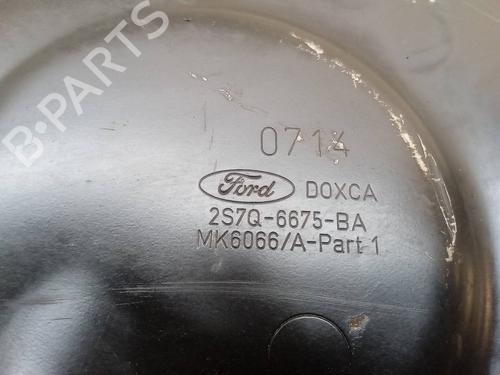 B-PARTS
0714
Ford DOXCA
2S7Q-6675-BA
MK6066/A-Part 1